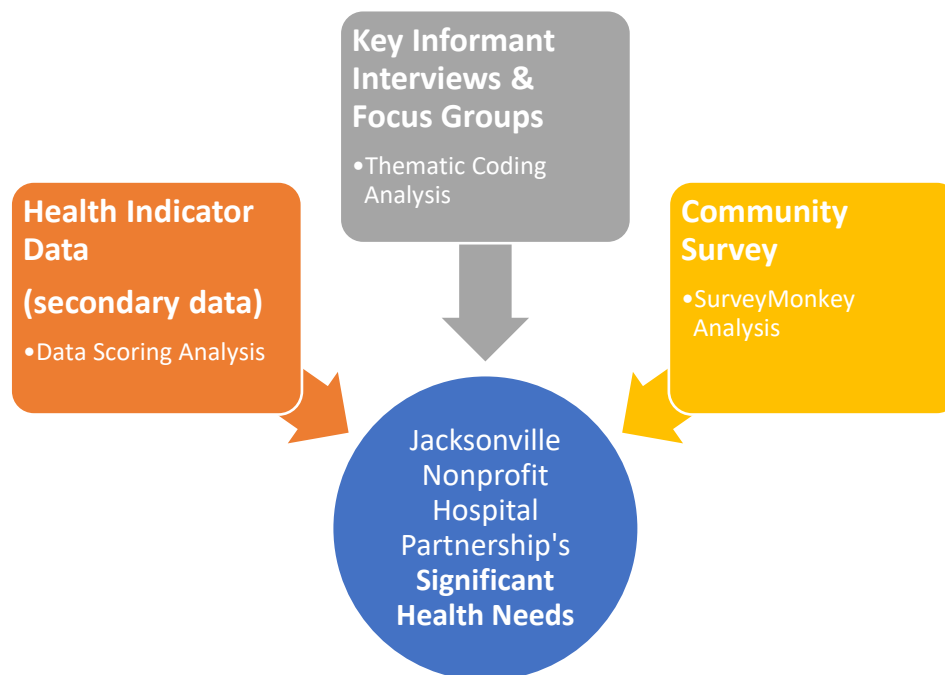 Key Informant
Interviews &
Focus Groups
•Thematic Coding
Analysis
Health Indicator
Data
(secondary data)
•Data Scoring Analysis
Community
Survey
•SurveyMonkey
Analysis
Jacksonville
Nonprofit
Hospital
Partnership's
Significant
Health Needs